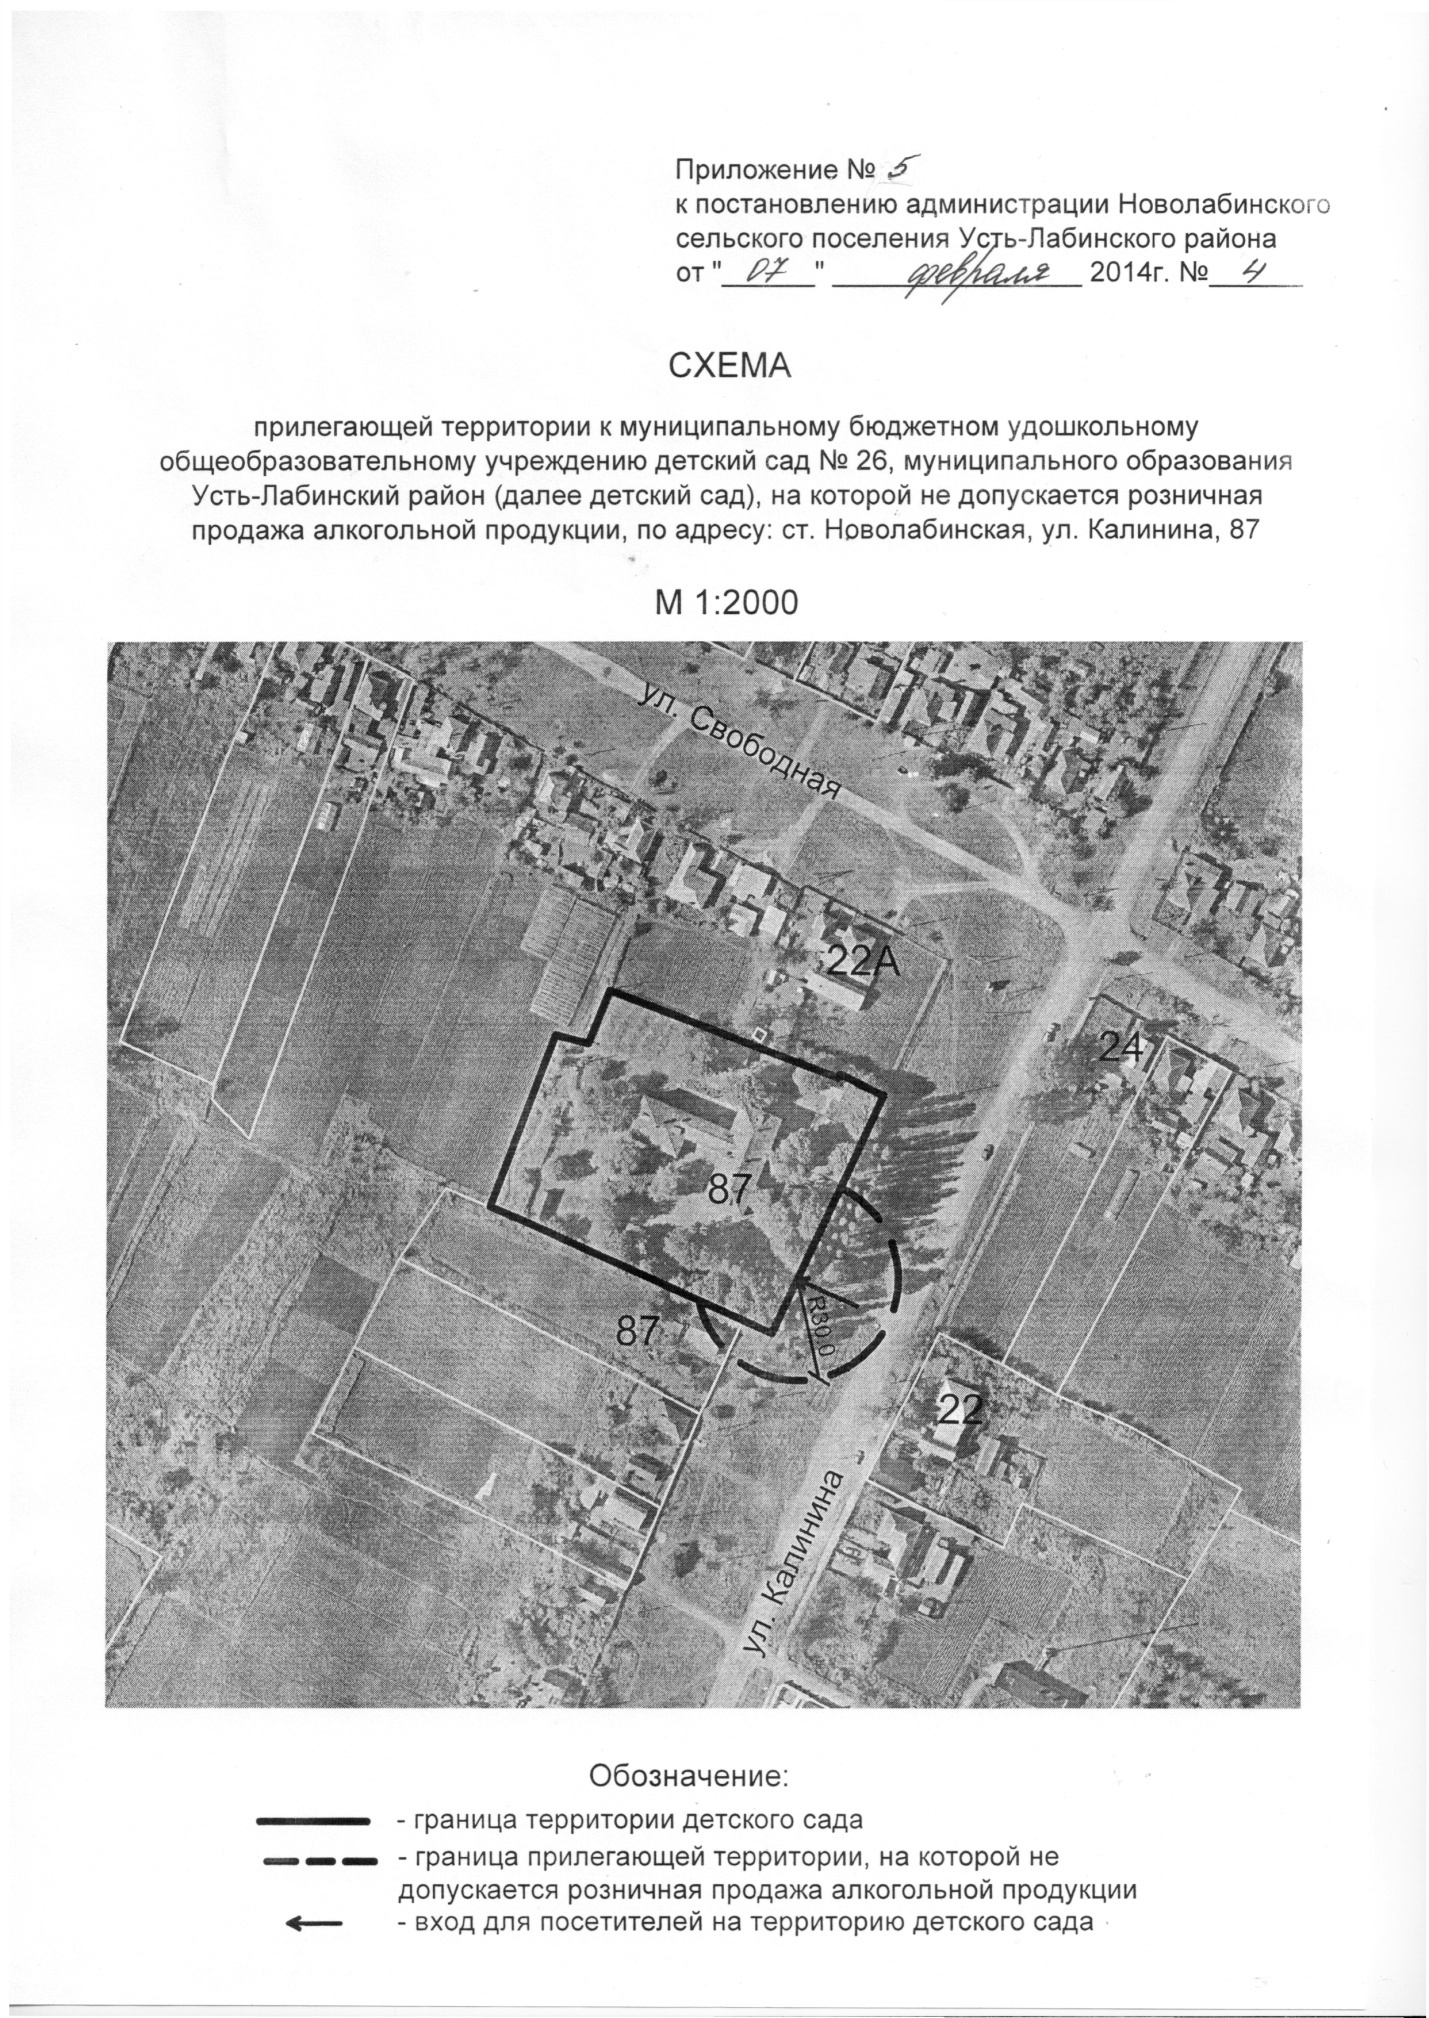 Приложение № 5
к постановлению администрации Новолабинского
сельского поселения Усть-Лабинского района
от " 07 " февраля 2014г. № 4
СХЕМА
прилегающей территории к муниципальному бюджетном удошкольному
общеобразовательному учреждению детский сад № 26, муниципального образования
Усть-Лабинский район (далее детский сад), на которой не допускается розничная
продажа алкогольной продукции, по адресу: ст. Новолабинская, ул. Калинина, 87
М 1:2000
ул. Свободная
22А
24
87
87
R30.0
22
ул. Калинина
Обозначение:
- граница территории детского сада
- граница прилегающей территории, на которой не
допускается розничная продажа алкогольной продукции
- вход для посетителей на территорию детского сада